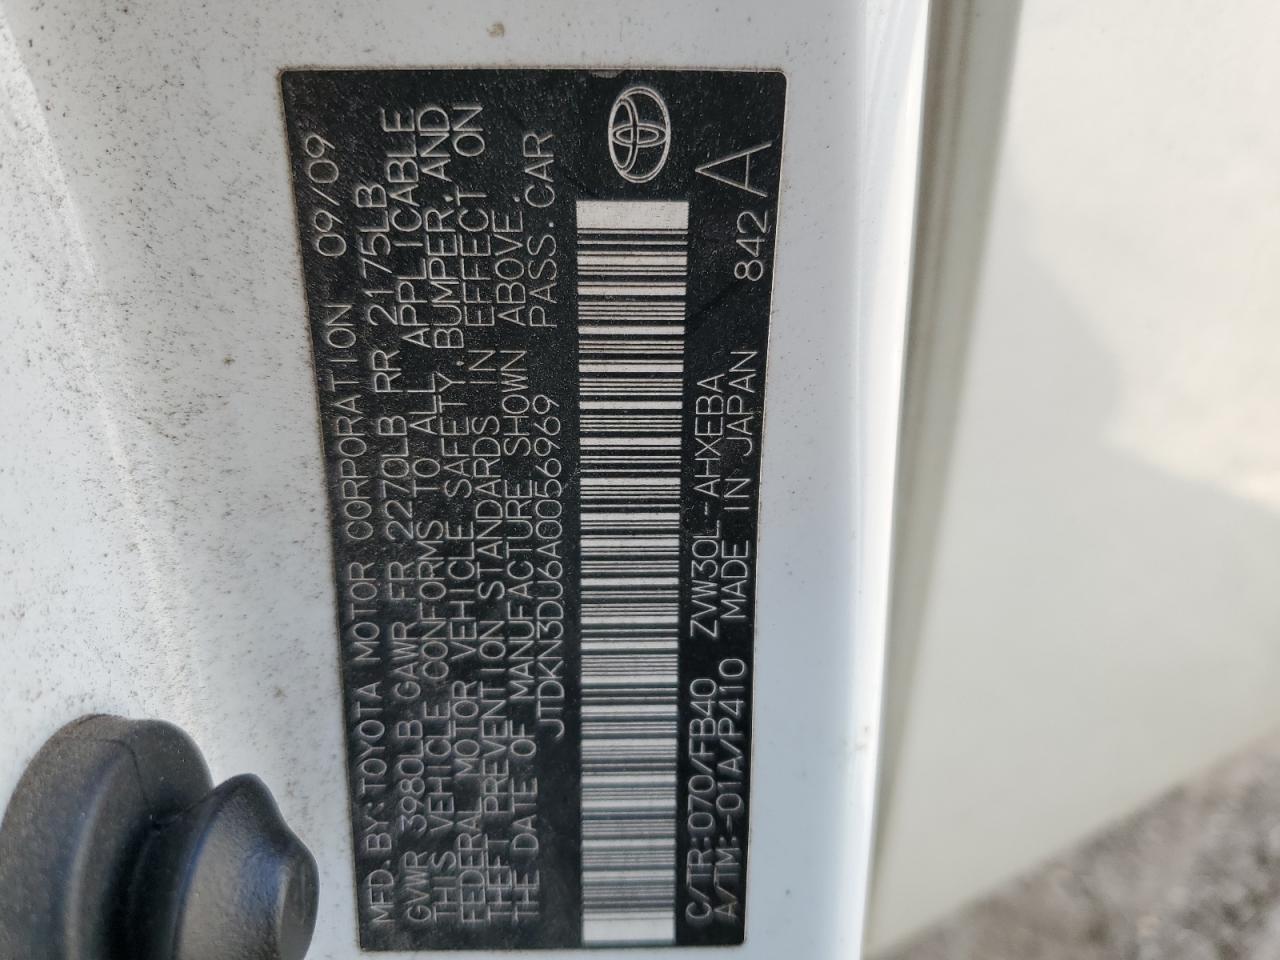 MFD. BY: TOYOTA MOTOR CORPORATION 09/09
GVWR 3980LB GAWR FR 2270LB RR 2175LB
THIS VEHICLE CONFORMS TO ALL APPLICABLE
FEDERAL MOTOR VEHICLE SAFETY, BUMPER, AND
THEFT PREVENTION STANDARDS IN EFFECT ON
THE DATE OF MANUFACTURE SHOWN ABOVE.
JTDKN3DU6A0056969 PASS. CAR
C/TR: 070/FB40 ZVW30L-AHXEBA 842
A/TM: -01A/P410 MADE IN JAPAN A